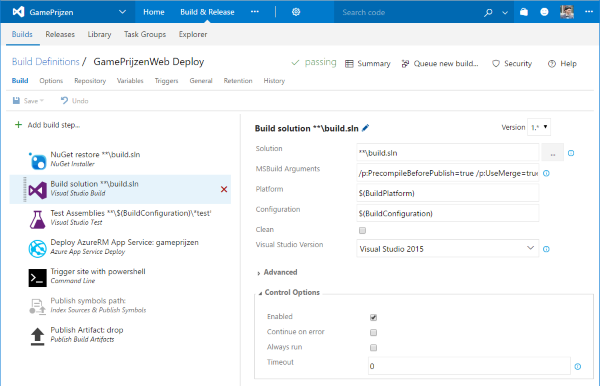 GamePrijzen Home Build & Release ••• Search code
Builds Releases Library Task Groups Explorer
Build Definitions / GamePrijzenWeb Deploy passing Summary Queue new build... Security Help
Build Options Repository Variables Triggers General Retention History
Save Undo
Add build step...
NuGet restore **\build.sln
NuGet Installer
Build solution **\build.sln
Visual Studio Build
Test Assemblies **\$(BuildConfiguration)\*test*
Visual Studio Test
Deploy AzureRM App Service: gameprijzen
Azure App Service Deploy
Trigger site with powershell
Command Line
Publish symbols path:
Index Sources & Publish Symbols
Publish Artifact: drop
Publish Build Artifacts
Build solution **\build.sln Version 1.*
Solution **\build.sln ...
MSBuild Arguments /p:PrecompileBeforePublish=true /p:UseMerge=true
Platform $(BuildPlatform)
Configuration $(BuildConfiguration)
Clean
Visual Studio Version Visual Studio 2015
Advanced
Control Options
Enabled
Continue on error
Always run
Timeout 0